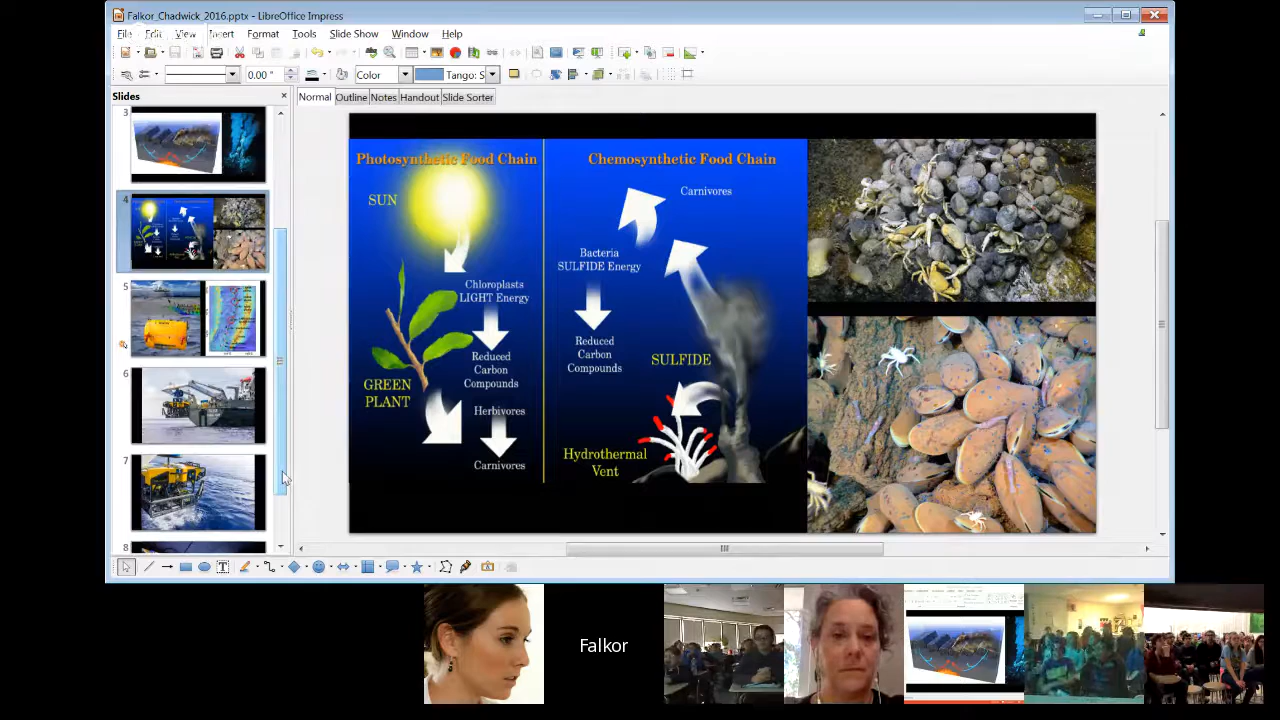 Falkor_Chadwick_2016.pptx - LibreOffice Impress
File Edit View Insert Format Tools Slide Show Window Help
0.00 " Color Tango: S
Slides
Normal Outline Notes Handout Slide Sorter
3
4
5
6
7
8
Photosynthetic Food Chain
SUN
Chloroplasts
LIGHT Energy
Reduced
Carbon
Compounds
GREEN
PLANT
Herbivores
Carnivores
Chemosynthetic Food Chain
Carnivores
Bacteria
SULFIDE Energy
Reduced
Carbon
Compounds
SULFIDE
Hydrothermal
Vent
Falkor